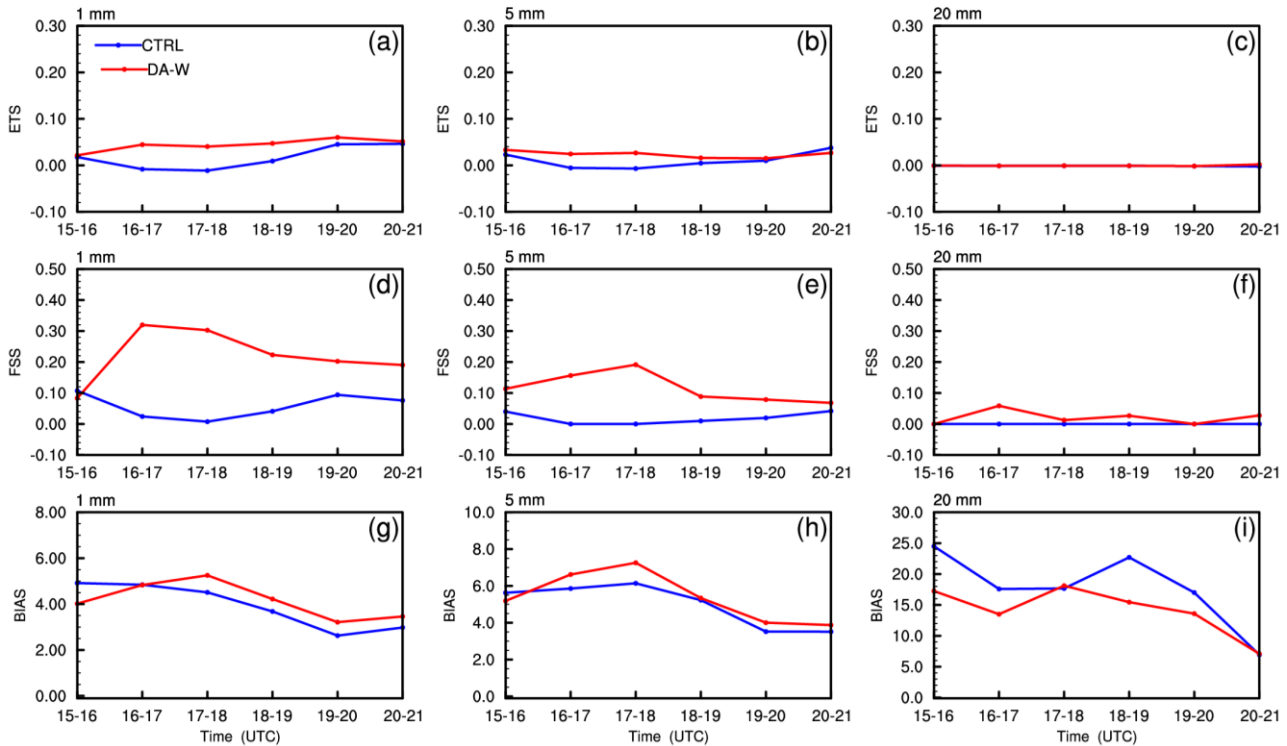 1 mm
5 mm
20 mm
0.30
0.20
0.10
0.00
-0.10
ETS
CTRL
DA-W
(a)
15-16 16-17 17-18 18-19 19-20 20-21
0.30
0.20
0.10
0.00
-0.10
ETS
(b)
15-16 16-17 17-18 18-19 19-20 20-21
0.30
0.20
0.10
0.00
-0.10
ETS
(c)
15-16 16-17 17-18 18-19 19-20 20-21
1 mm
5 mm
20 mm
0.50
0.40
0.30
0.20
0.10
0.00
-0.10
FSS
(d)
15-16 16-17 17-18 18-19 19-20 20-21
0.50
0.40
0.30
0.20
0.10
0.00
-0.10
FSS
(e)
15-16 16-17 17-18 18-19 19-20 20-21
0.50
0.40
0.30
0.20
0.10
0.00
-0.10
FSS
(f)
15-16 16-17 17-18 18-19 19-20 20-21
1 mm
5 mm
20 mm
8.00
6.00
4.00
2.00
0.00
BIAS
(g)
15-16 16-17 17-18 18-19 19-20 20-21
Time (UTC)
10.0
8.0
6.0
4.0
2.0
0.0
BIAS
(h)
15-16 16-17 17-18 18-19 19-20 20-21
Time (UTC)
30.0
25.0
20.0
15.0
10.0
5.0
0.0
BIAS
(i)
15-16 16-17 17-18 18-19 19-20 20-21
Time (UTC)